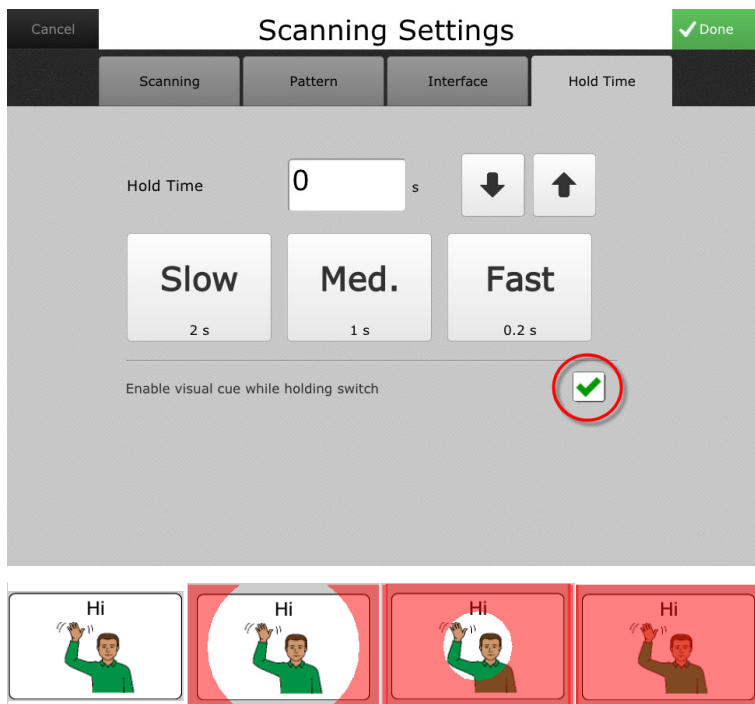 Cancel
Scanning Settings
Done
Scanning
Pattern
Interface
Hold Time
Hold Time
0
s
Slow
Med.
Fast
2 s
1 s
0.2 s
Enable visual cue while holding switch
Hi
Hi
Hi
Hi